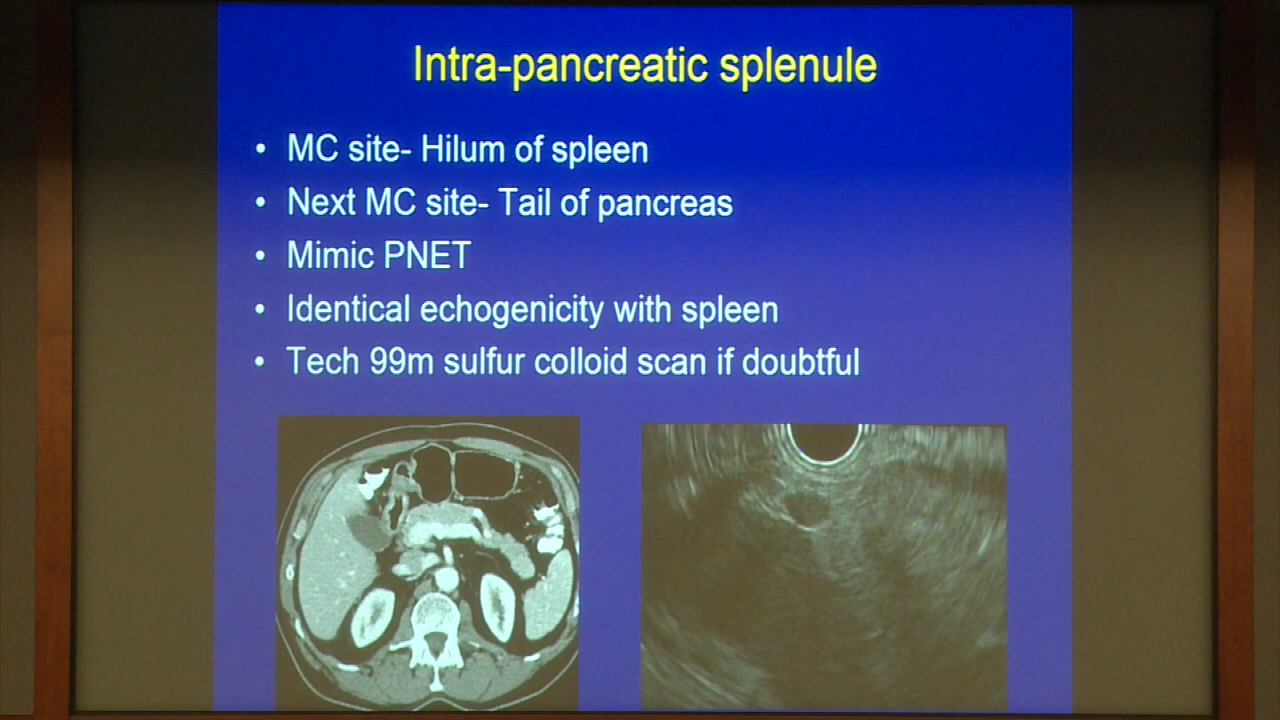 Intra-pancreatic splenule
• MC site- Hilum of spleen
• Next MC site- Tail of pancreas
• Mimic PNET
• Identical echogenicity with spleen
• Tech 99m sulfur colloid scan if doubtful